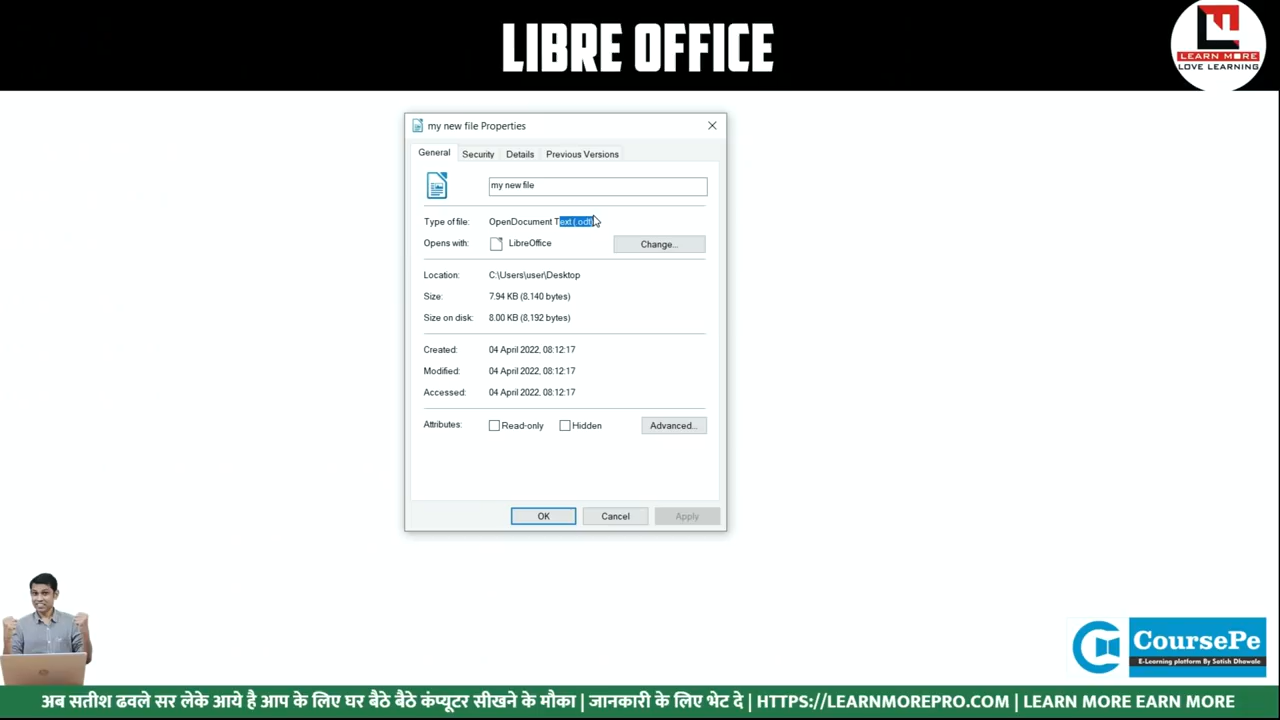 LIBRE OFFICE
LEARN MORE
LOVE LEARNING
my new file Properties
General Security Details Previous Versions
my new file
Type of file: OpenDocument Text (.odt)
Opens with: LibreOffice Change...
Location: C:\Users\user\Desktop
Size: 7.94 KB (8,140 bytes)
Size on disk: 8.00 KB (8,192 bytes)
Created: 04 April 2022, 08:12:17
Modified: 04 April 2022, 08:12:17
Accessed: 04 April 2022, 08:12:17
Attributes: Read-only Hidden Advanced...
OK Cancel Apply
CoursePe
E-Learning platform By Satish Dhawale
अब सतीश ढवले सर लेके आये है आप के लिए घर बैठे बैठे कंप्यूटर सीखने के मौका | जानकारी के लिए भेट दे | HTTPS://LEARNMOREPRO.COM | LEARN MORE EARN MORE